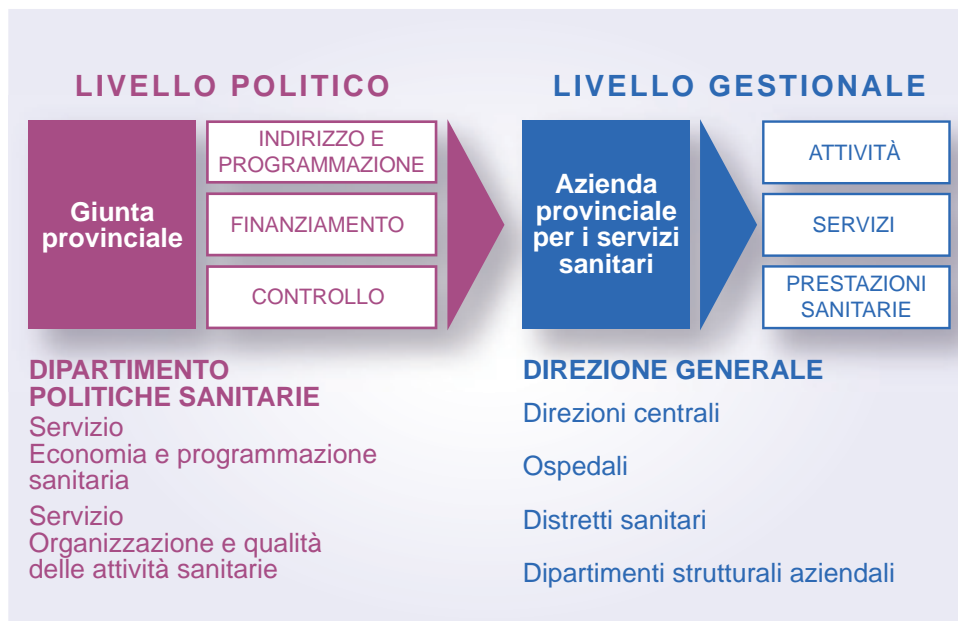 LIVELLO POLITICO
Giunta
provinciale
INDIRIZZO E
PROGRAMMAZIONE
FINANZIAMENTO
CONTROLLO
DIPARTIMENTO
POLITICHE SANITARIE
Servizio
Economia e programmazione
sanitaria
Servizio
Organizzazione e qualità
delle attività sanitarie
LIVELLO GESTIONALE
Azienda
provinciale
per i servizi
sanitari
ATTIVITÀ
SERVIZI
PRESTAZIONI
SANITARIE
DIREZIONE GENERALE
Direzioni centrali
Ospedali
Distretti sanitari
Dipartimenti strutturali aziendali